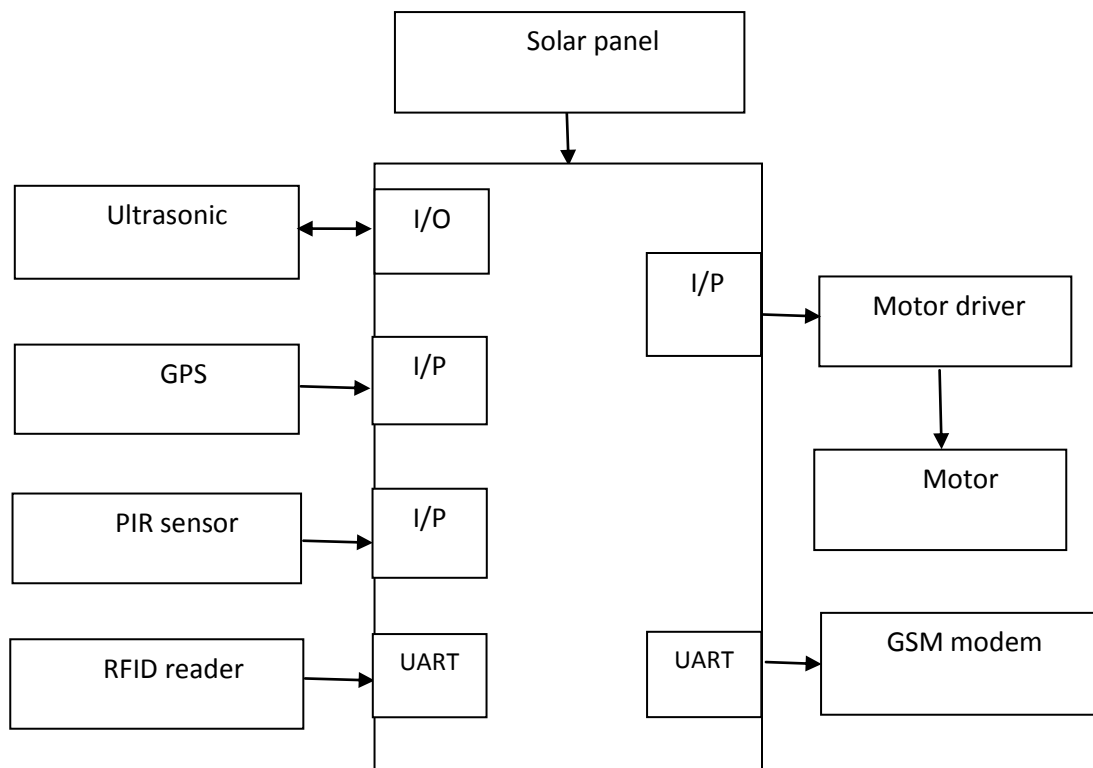 Solar panel
Ultrasonic
I/O
I/P
Motor driver
GPS
I/P
Motor
PIR sensor
I/P
RFID reader
UART
UART
GSM modem